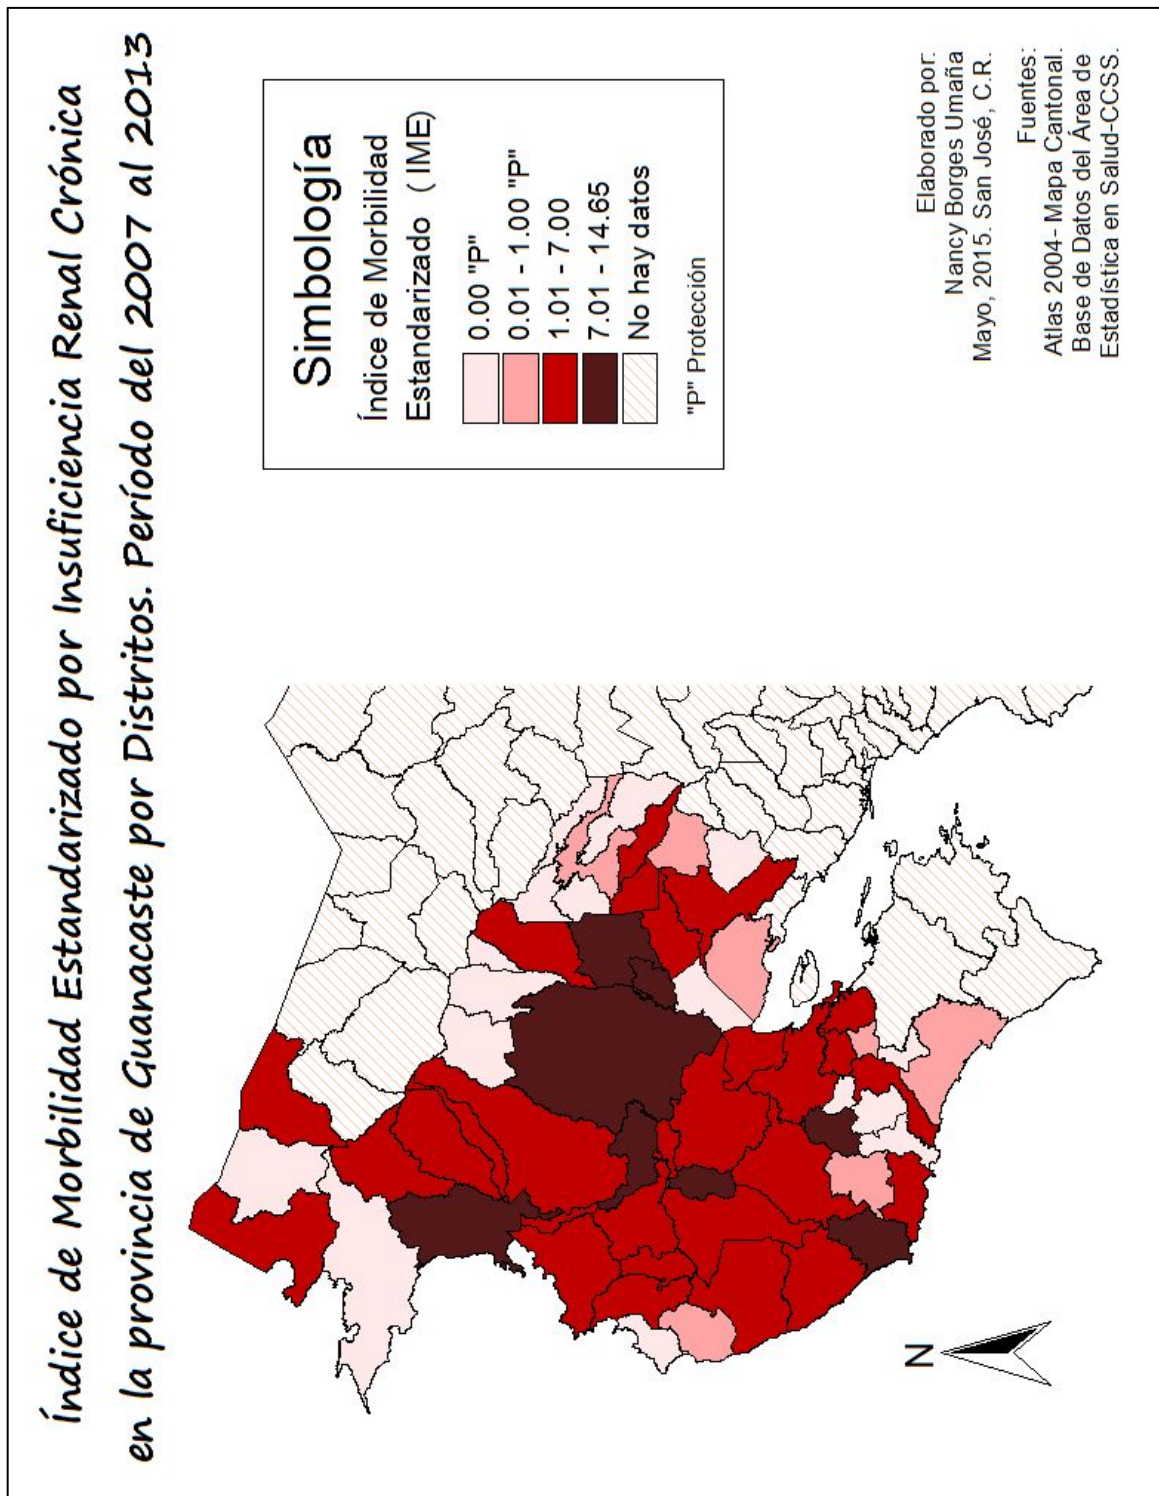 Índice de Morbilidad Estandarizado por Insuficiencia Renal Crónica
en la provincia de Guanacaste por Distritos. Período del 2007 al 2013
Simbología
Índice de Morbilidad
Estandarizado ( IME)
0.00 "P"
0.01 - 1.00 "P"
1.01 - 7.00
7.01 - 14.65
No hay datos
"P" Protección
N
Elaborado por:
Nancy Borges Umaña
Mayo, 2015. San José, C.R.
Fuentes:
Atlas 2004- Mapa Cantonal.
Base de Datos del Área de
Estadística en Salud-CCSS.